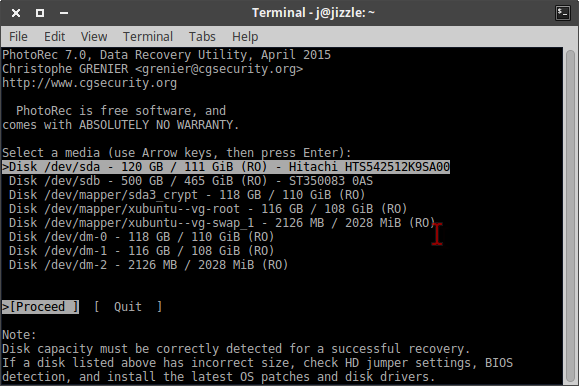 Terminal - j@jizzle: ~
File Edit View Terminal Tabs Help
PhotoRec 7.0, Data Recovery Utility, April 2015
Christophe GRENIER <grenier@cgsecurity.org>
http://www.cgsecurity.org
PhotoRec is free software, and
comes with ABSOLUTELY NO WARRANTY.
Select a media (use Arrow keys, then press Enter):
>Disk /dev/sda - 120 GB / 111 GiB (RO) - Hitachi HTS542512K9SA00
Disk /dev/sdb - 500 GB / 465 GiB (RO) - ST350083 0AS
Disk /dev/mapper/sda3_crypt - 118 GB / 110 GiB (RO)
Disk /dev/mapper/xubuntu--vg-root - 116 GB / 108 GiB (RO)
Disk /dev/mapper/xubuntu--vg-swap_1 - 2126 MB / 2028 MiB (RO)
Disk /dev/dm-0 - 118 GB / 110 GiB (RO)
Disk /dev/dm-1 - 116 GB / 108 GiB (RO)
Disk /dev/dm-2 - 2126 MB / 2028 MiB (RO)
>[Proceed ] [ Quit ]
Note:
Disk capacity must be correctly detected for a successful recovery.
If a disk listed above has incorrect size, check HD jumper settings, BIOS
detection, and install the latest OS patches and disk drivers.